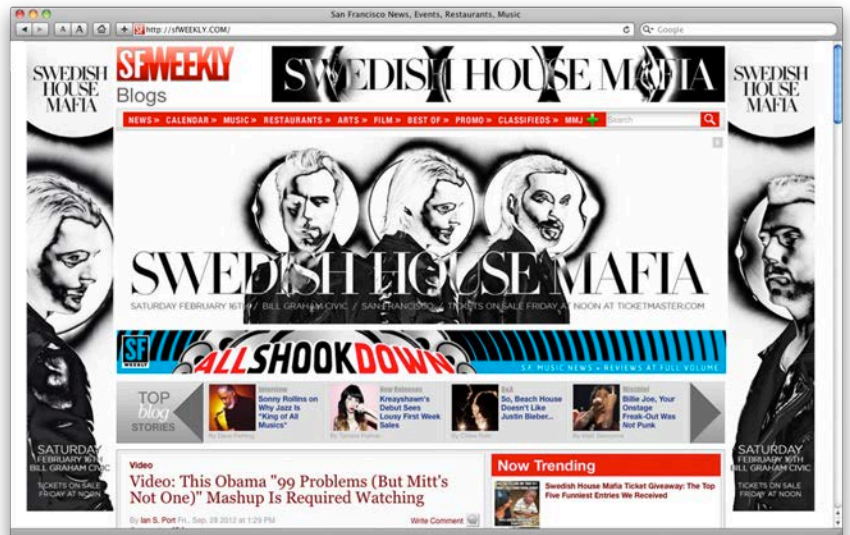 San Francisco News, Events, Restaurants, Music
A A + http://sfWEEKLY.COM/ Google
SWEDISH
HOUSE
MAFIA
SFWEEKLY
Blogs
SWEDISH HOUSE MAFIA
SWEDISH
HOUSE
MAFIA
NEWS » CALENDAR » MUSIC » RESTAURANTS » ARTS » FILM » BEST OF » PROMO » CLASSIFIEDS » MMJ Search
SWEDISH HOUSE MAFIA
SATURDAY FEBRUARY 16TH / BILL GRAHAM CIVIC / SAN FRANCISCO / TICKETS ON SALE FRIDAY AT NOON AT TICKETMASTER.COM
SF
WEEKLY
ALLSHOOKDOWN
S.F. MUSIC NEWS + REVIEWS AT FULL VOLUME
TOP
blog
STORIES
Interview
Sonny Rollins on
Why Jazz Is
"King of All
Musics"
New Releases
Kreayshawn's
Debut Sees
Lousy First Week
Sales
Q&A
So, Beach House
Doesn't Like
Justin Bieber...
Wristpiel
Billie Joe, Your
Onstage
Freak-Out Was
Not Punk
SATURDAY
FEBRUARY 16TH
BILL GRAHAM CIVIC
TICKETS ON SALE
FRIDAY AT NOON
Video
Video: This Obama "99 Problems (But Mitt's
Not One)" Mashup Is Required Watching
By Ian S. Port Fri., Sep. 28 2012 at 1:29 PM
Write Comment
Now Trending
Swedish House Mafia Ticket Giveaway: The Top
Five Funniest Entries We Received
SATURDAY
FEBRUARY 16TH
BILL GRAHAM CIVIC
TICKETS ON SALE
FRIDAY AT NOON